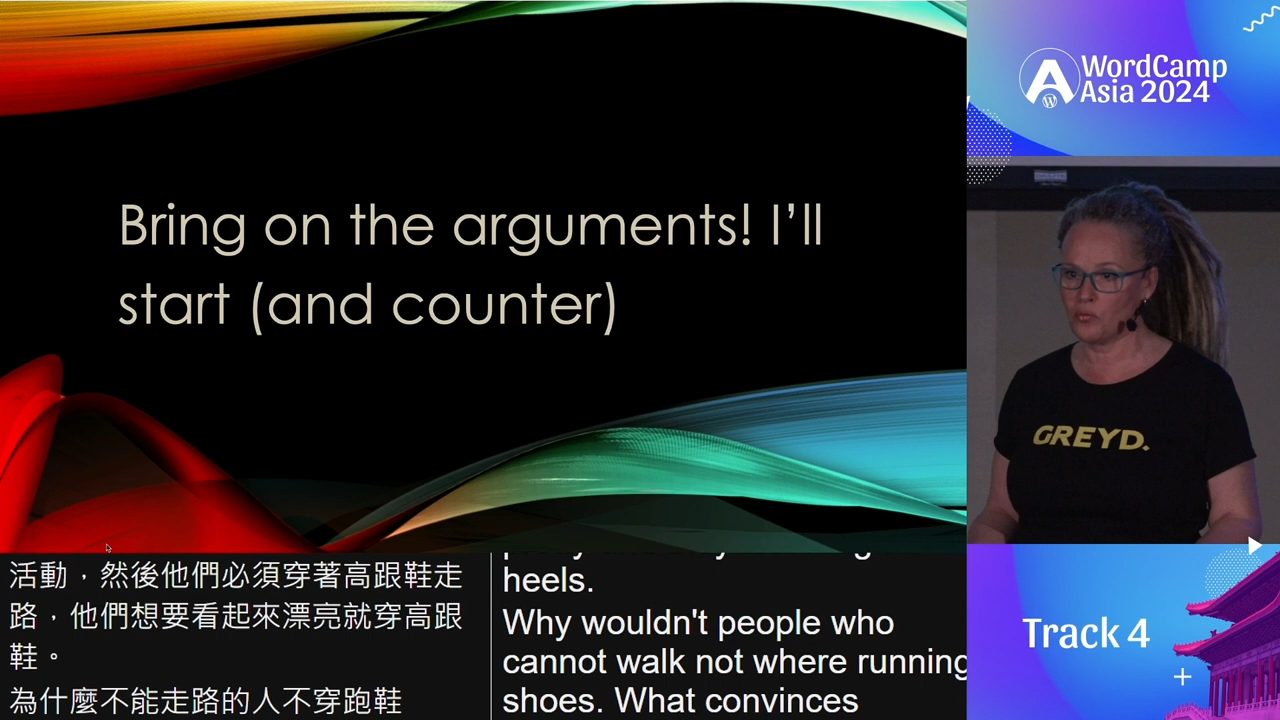 Bring on the arguments! I’ll
start (and counter)
活動，然後他們必須穿著高跟鞋走
路，他們想要看起來漂亮就穿高跟
鞋。
為什麼不能走路的人不穿跑鞋
heels.
Why wouldn't people who
cannot walk not where running
shoes. What convinces
WordCamp
Asia 2024
GREYD.
Track 4